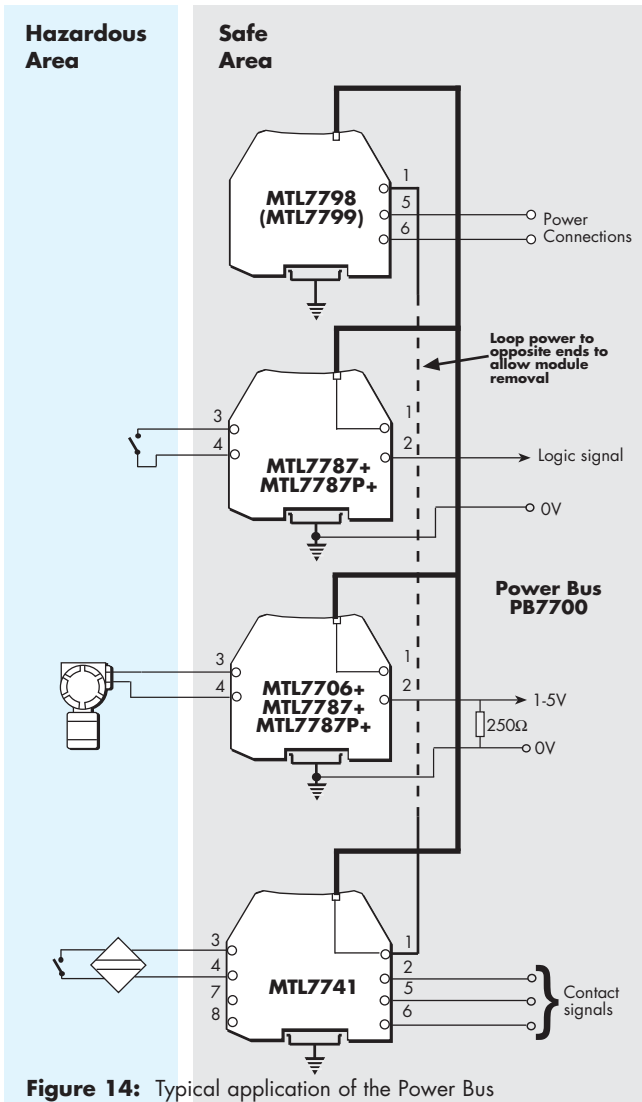 Hazardous
Area
Safe
Area
MTL7798
(MTL7799)
1
5
6
Power
Connections
Loop power to
opposite ends to
allow module
removal
3
4
MTL7787+
MTL7787P+
1
2
Logic signal
0V
Power Bus
PB7700
3
4
MTL7706+
MTL7787+
MTL7787P+
1
2
1-5V
250Ω
0V
3
4
7
8
MTL7741
1
2
5
6
Contact
signals
Figure 14: Typical application of the Power Bus